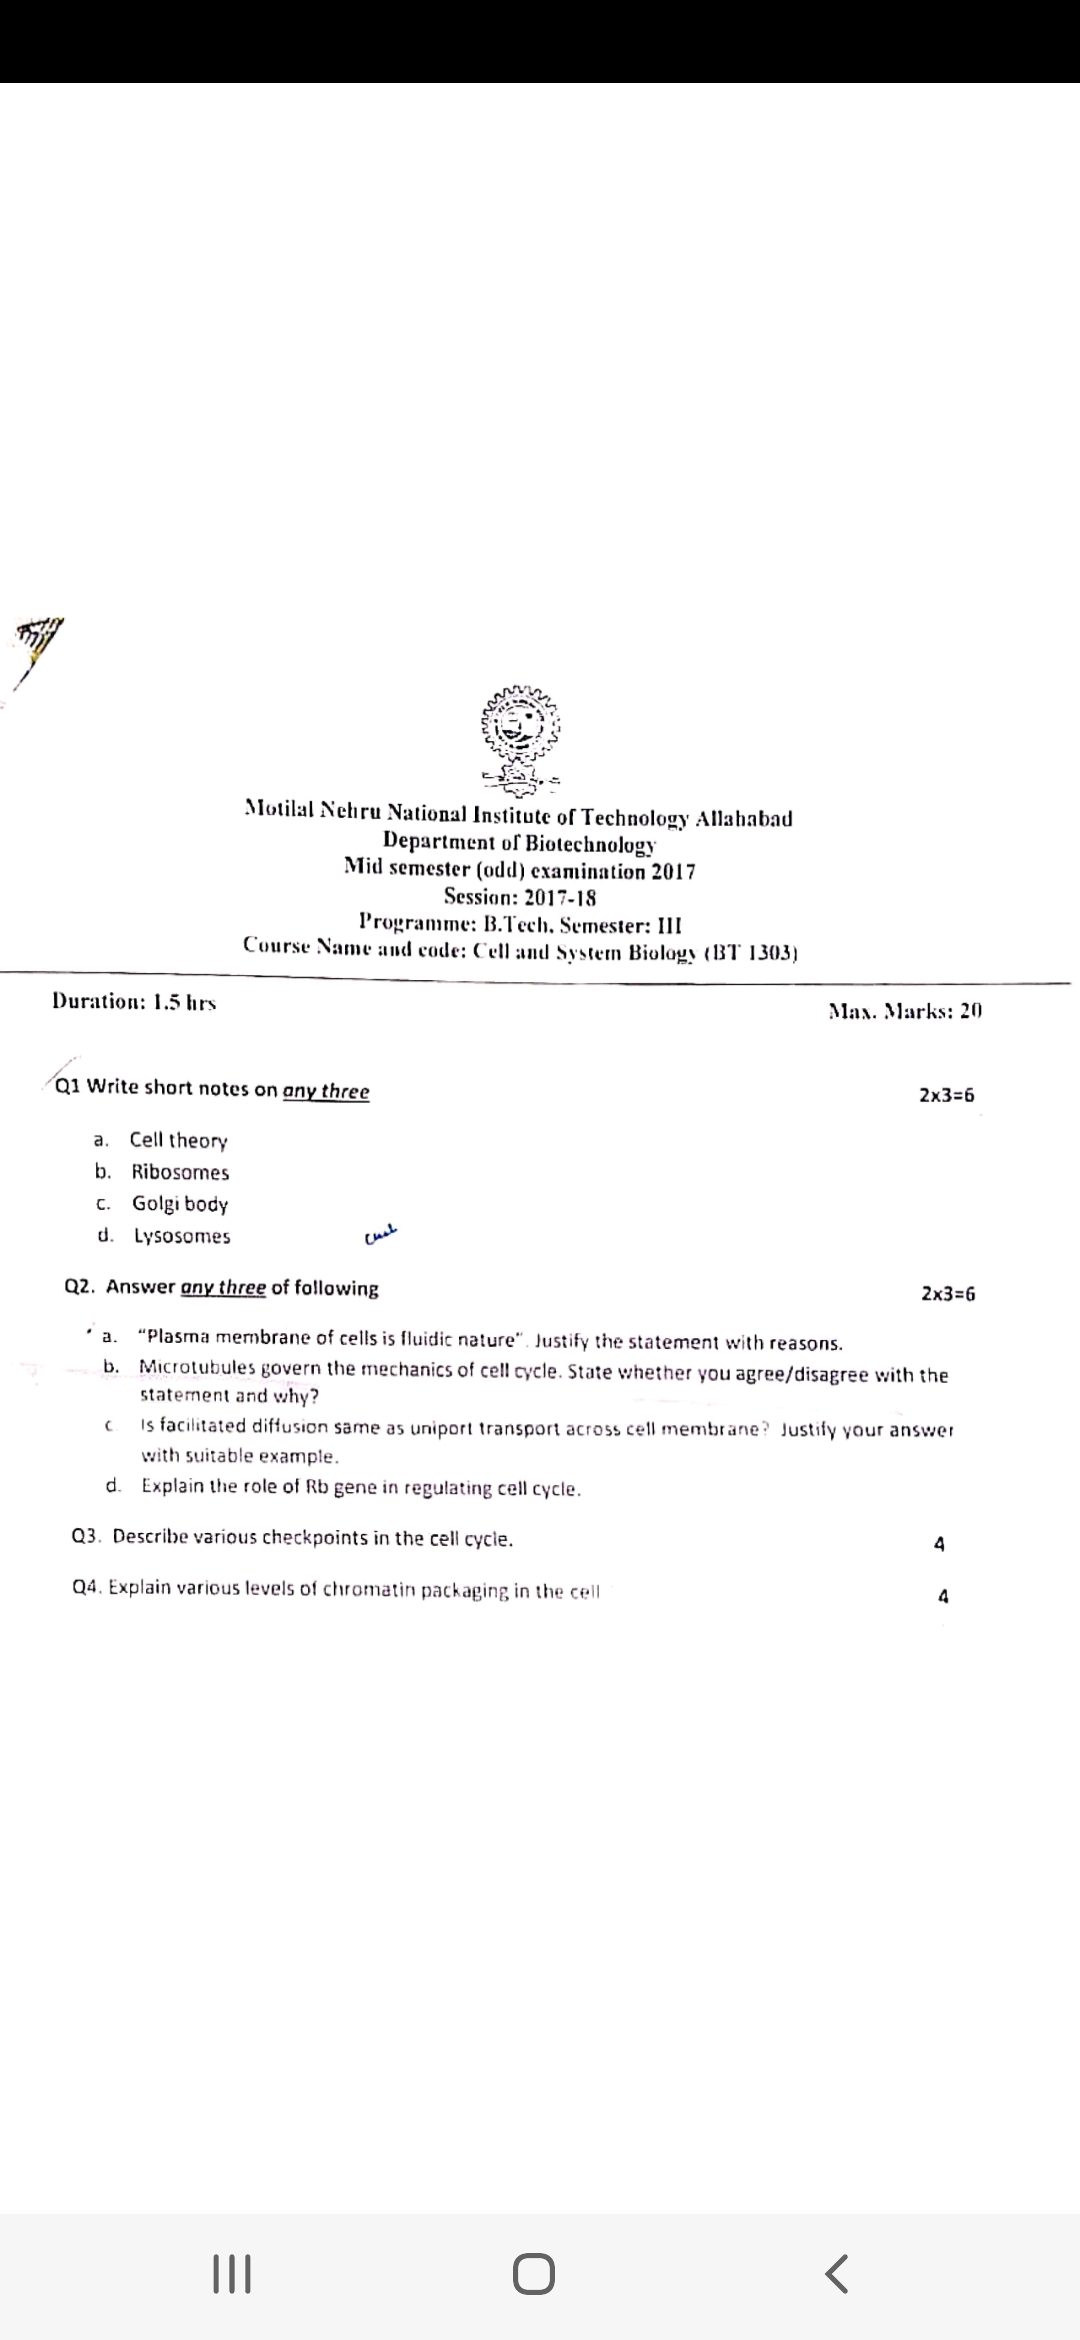 Motilal Nehru National Institute of Technology Allahabad
Department of Biotechnology
Mid semester (odd) examination 2017
Session: 2017-18
Programme: B.Tech. Semester: III
Course Name and code: Cell and System Biology (BT 1303)
Duration: 1.5 hrs
Max. Marks: 20
Q1 Write short notes on any three 2x3=6
a. Cell theory
b. Ribosomes
c. Golgi body
d. Lysosomes
Q2. Answer any three of following 2x3=6
a. "Plasma membrane of cells is fluidic nature". Justify the statement with reasons.
b. Microtubules govern the mechanics of cell cycle. State whether you agree/disagree with the
statement and why?
c Is facilitated diffusion same as uniport transport across cell membrane? Justify your answer
with suitable example.
d. Explain the role of Rb gene in regulating cell cycle.
Q3. Describe various checkpoints in the cell cycle. 4
Q4. Explain various levels of chromatin packaging in the cell 4